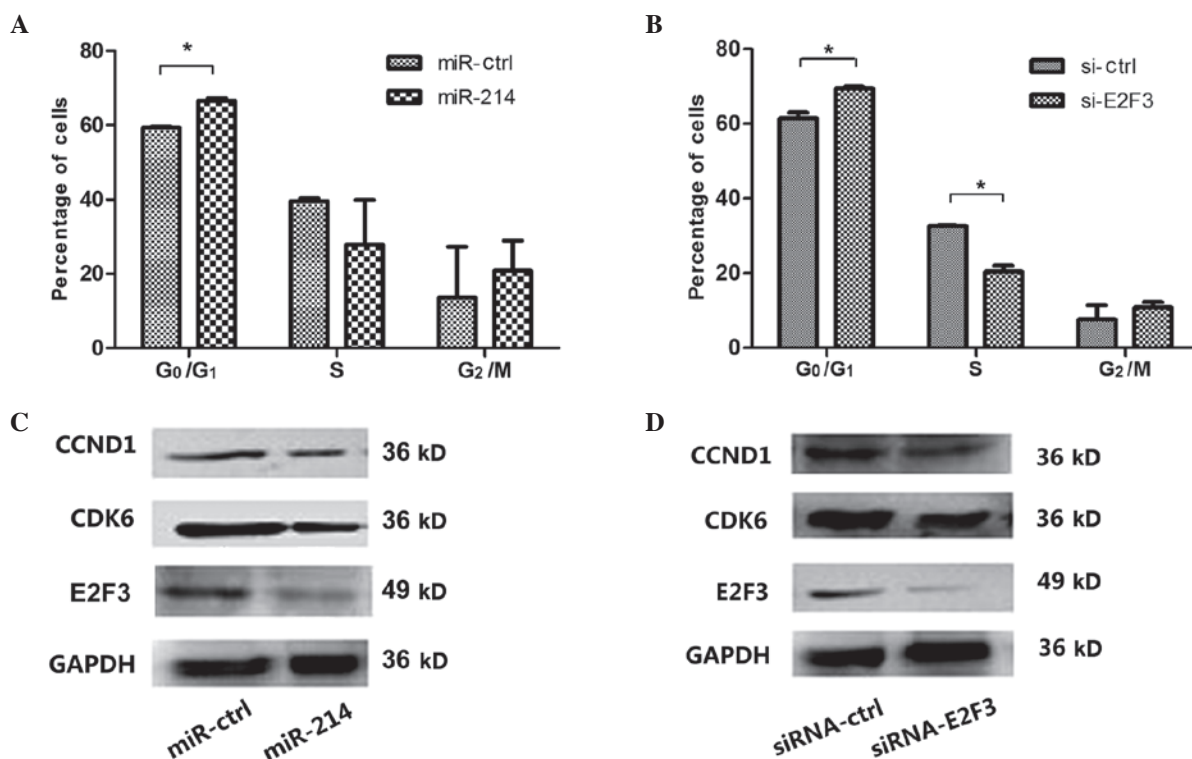 A
Percentage of cells
80
60
40
20
0
*
miR-ctrl
miR-214
G0/G1
S
G2/M
B
Percentage of cells
80
60
40
20
0
*
*
si-ctrl
si-E2F3
G0/G1
S
G2/M
C
CCND1 36 kD
CDK6 36 kD
E2F3 49 kD
GAPDH 36 kD
miR-ctrl miR-214
D
CCND1 36 kD
CDK6 36 kD
E2F3 49 kD
GAPDH 36 kD
siRNA-ctrl siRNA-E2F3